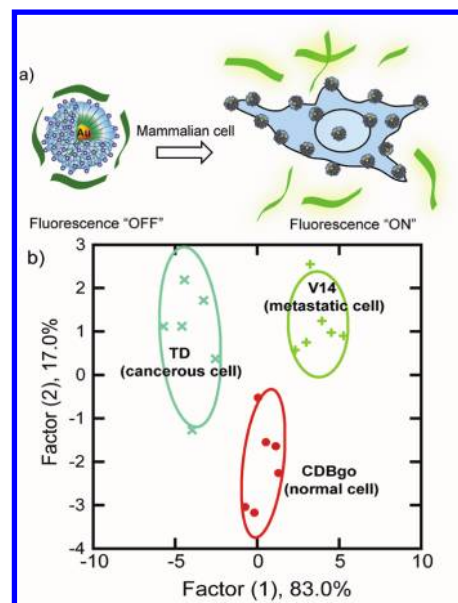 a)
Au
Mammalian cell
Fluorescence "OFF"
Fluorescence "ON"
b)
3
2
1
0
-1
-2
-3
-4
Factor (2), 17.0%
V14
(metastatic cell)
TD
(cancerous cell)
CDBgo
(normal cell)
-10
-5
0
5
10
Factor (1), 83.0%